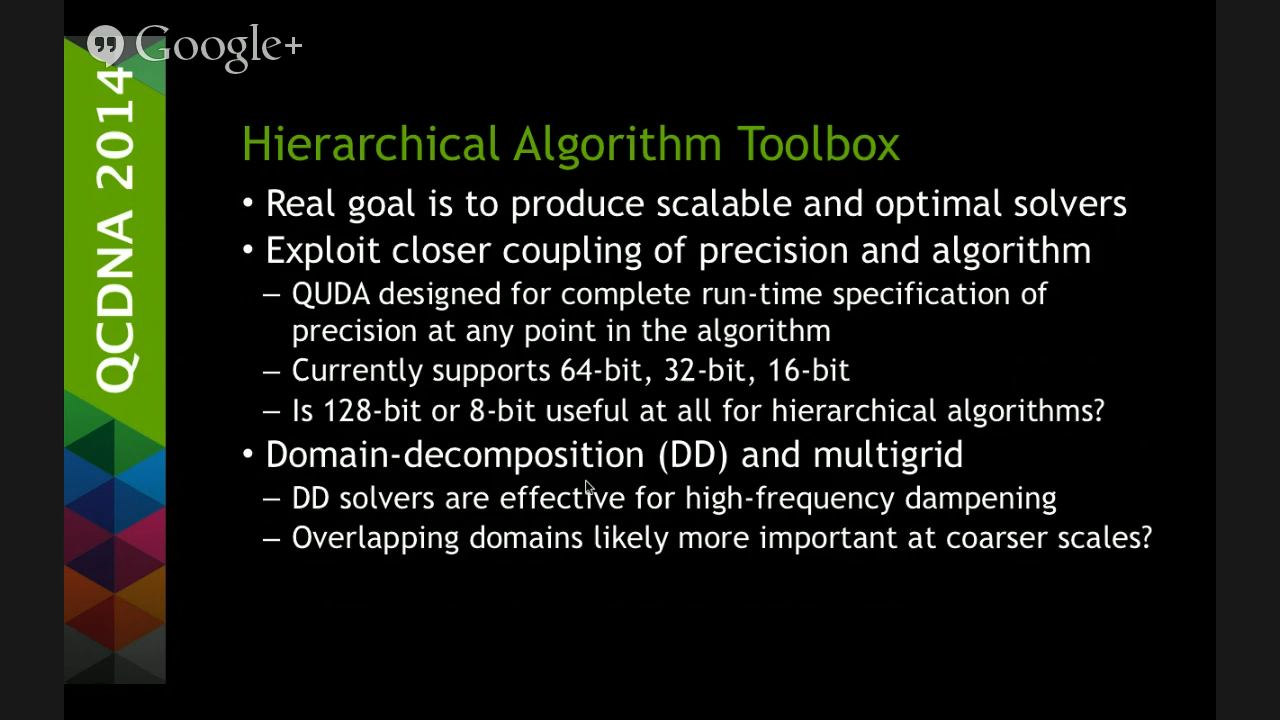 Google+
QCDNA 2014
Hierarchical Algorithm Toolbox
• Real goal is to produce scalable and optimal solvers
• Exploit closer coupling of precision and algorithm
– QUDA designed for complete run-time specification of
precision at any point in the algorithm
– Currently supports 64-bit, 32-bit, 16-bit
– Is 128-bit or 8-bit useful at all for hierarchical algorithms?
• Domain-decomposition (DD) and multigrid
– DD solvers are effective for high-frequency dampening
– Overlapping domains likely more important at coarser scales?